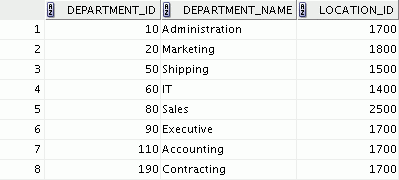 DEPARTMENT_ID DEPARTMENT_NAME LOCATION_ID
1 10 Administration 1700
2 20 Marketing 1800
3 50 Shipping 1500
4 60 IT 1400
5 80 Sales 2500
6 90 Executive 1700
7 110 Accounting 1700
8 190 Contracting 1700